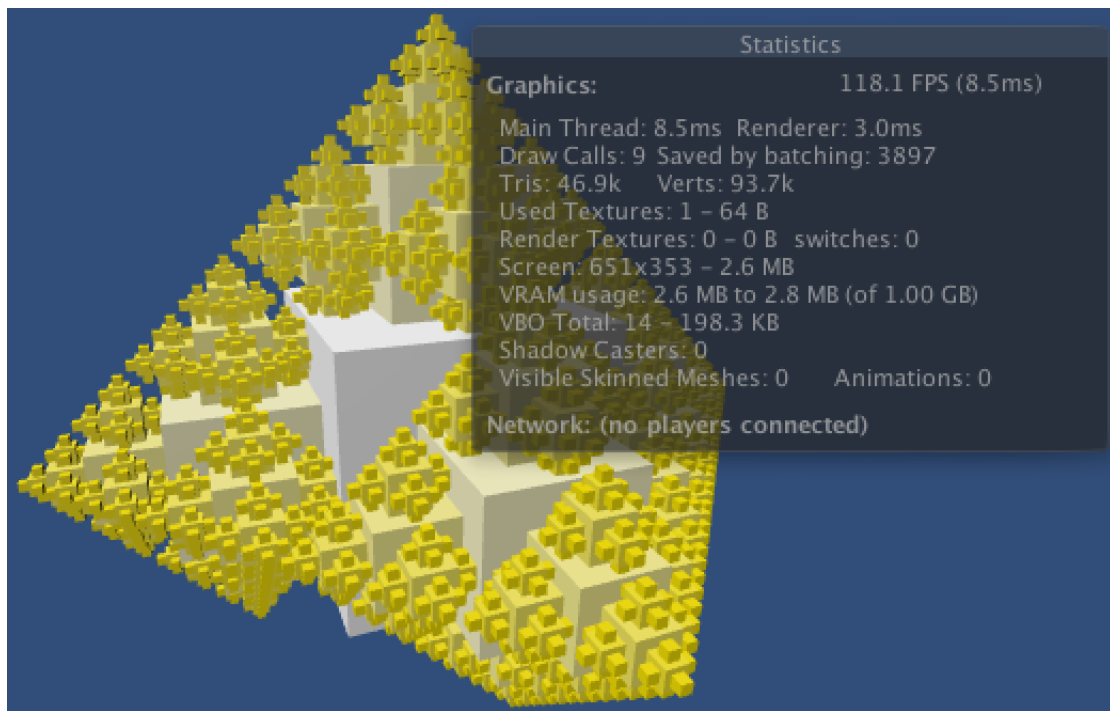 Statistics
Graphics: 118.1 FPS (8.5ms)
Main Thread: 8.5ms Renderer: 3.0ms
Draw Calls: 9 Saved by batching: 3897
Tris: 46.9k Verts: 93.7k
Used Textures: 1 – 64 B
Render Textures: 0 – 0 B switches: 0
Screen: 651x353 – 2.6 MB
VRAM usage: 2.6 MB to 2.8 MB (of 1.00 GB)
VBO Total: 14 – 198.3 KB
Shadow Casters: 0
Visible Skinned Meshes: 0 Animations: 0
Network: (no players connected)